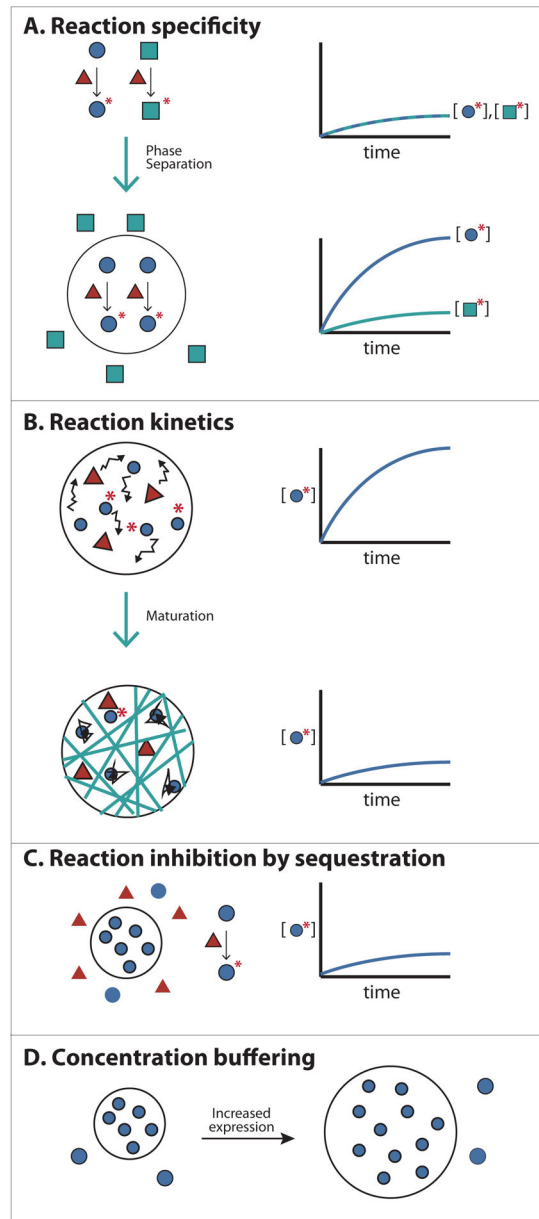 A. Reaction specificity
*
*
[ *],[ *]
time
Phase
Separation
[ *]
* *
[ *]
time
B. Reaction kinetics
*
*
*
[ *]
time
Maturation
*
[ *]
time
C. Reaction inhibition by sequestration
[ *]
*
time
D. Concentration buffering
Increased
expression